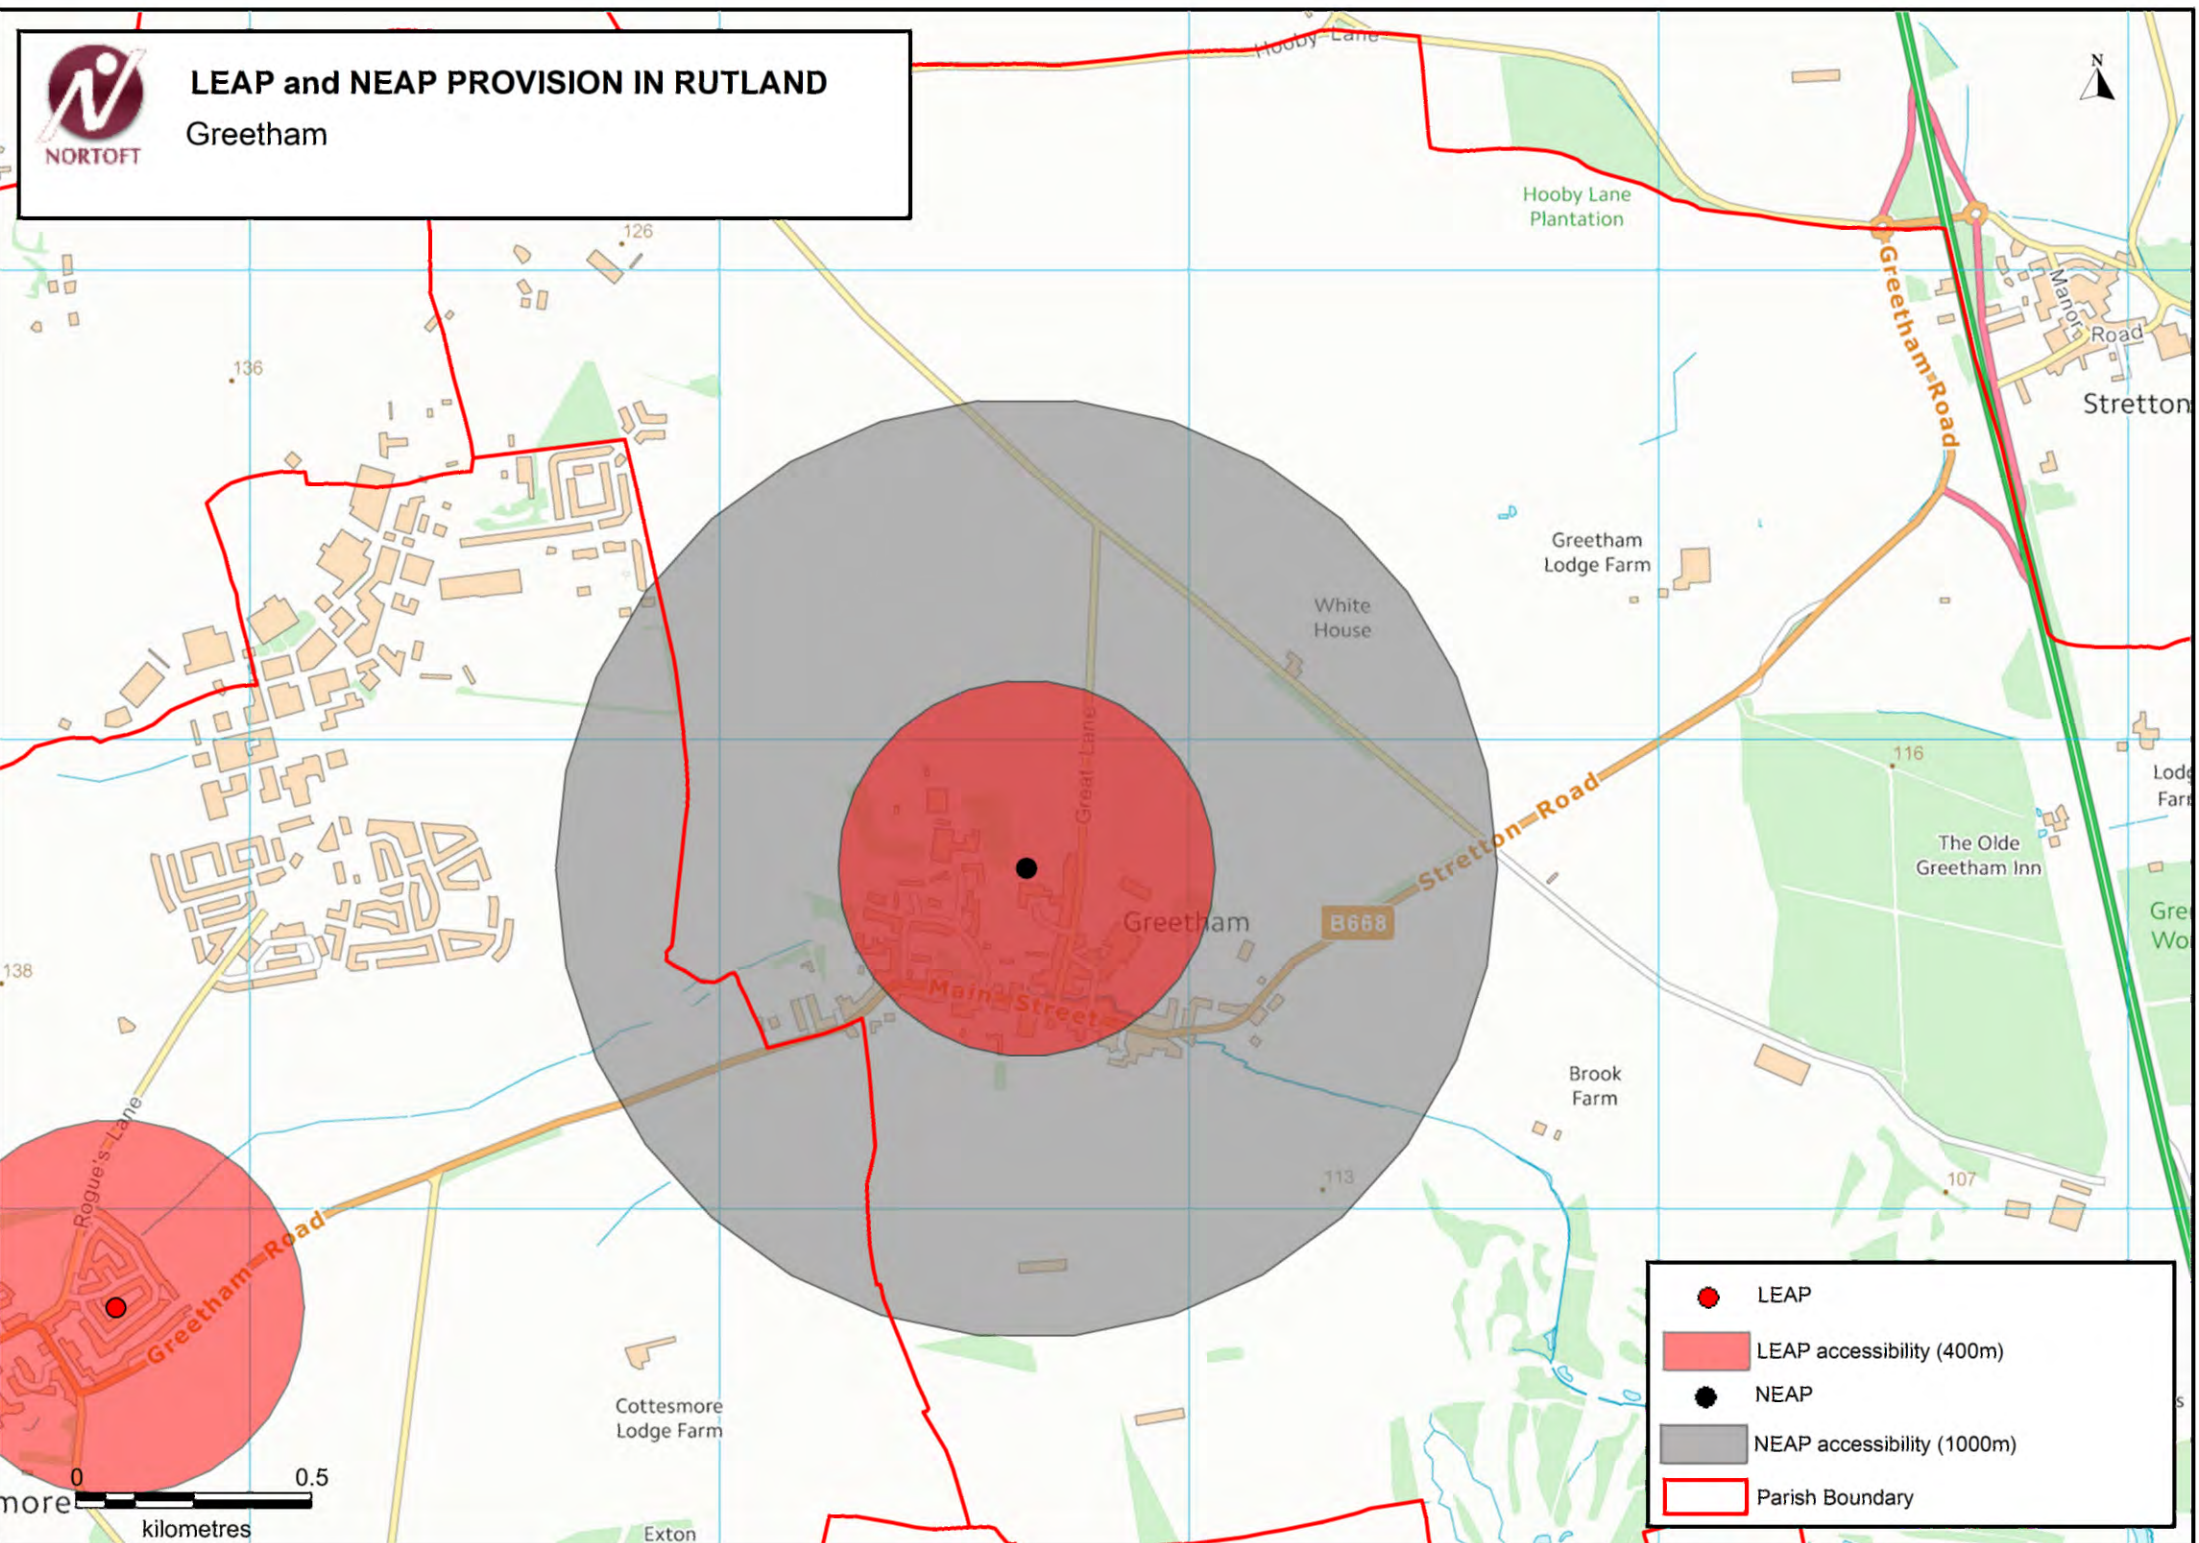 LEAP and NEAP PROVISION IN RUTLAND
Greetham
NORTOFT
Hooby Lane
N
Hooby Lane
Plantation
126
136
Greetham Road
Manor
Road
Stretton
Greetham
Lodge Farm
White
House
Great Lane
116
Stretton Road
The Olde
Greetham Inn
Greetham
B668
Main Street
138
Brook
Farm
Rogue's Lane
113
107
Greetham Road
Cottesmore
Lodge Farm
more
0 0.5
kilometres
Exton
LEAP
LEAP accessibility (400m)
NEAP
NEAP accessibility (1000m)
Parish Boundary